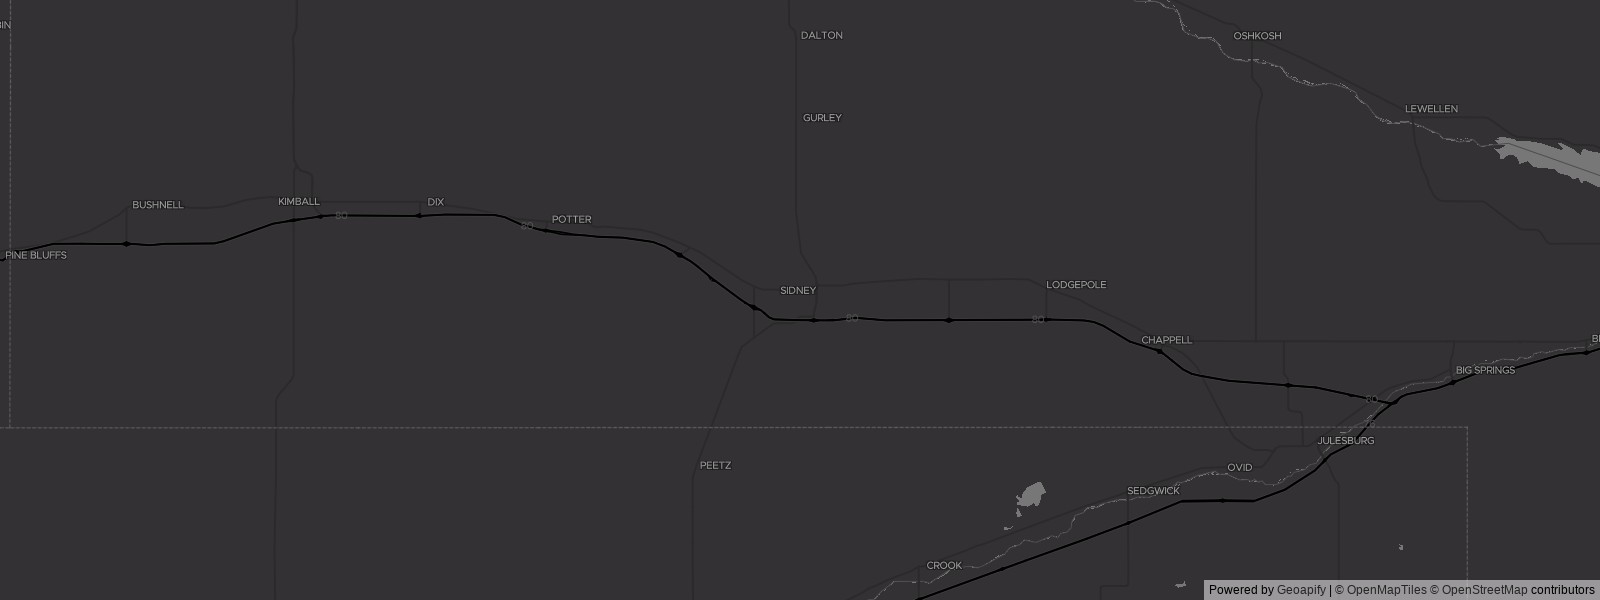 DALTON
OSHKOSH
LEWELLEN
GURLEY
BUSHNELL
KIMBALL
80
DIX
80
POTTER
PINE BLUFFS
SIDNEY
LODGEPOLE
80
80
CHAPPELL
BIG SPRINGS
80
JULESBURG
PEETZ
OVID
SEDGWICK
CROOK
Powered by Geoapify | © OpenMapTiles © OpenStreetMap contributors